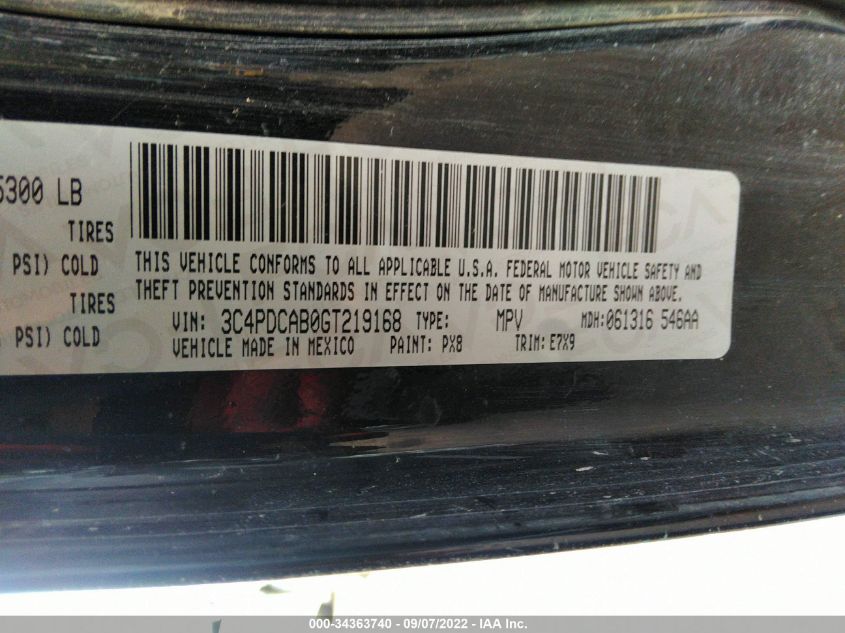 5300 LB
TIRES
PSI) COLD
TIRES
PSI) COLD
THIS VEHICLE CONFORMS TO ALL APPLICABLE U.S.A. FEDERAL MOTOR VEHICLE SAFETY AND
THEFT PREVENTION STANDARDS IN EFFECT ON THE DATE OF MANUFACTURE SHOWN ABOVE.
VIN: 3C4PDCAB0GT219168 TYPE: MPV MDH:061316 546AA
VEHICLE MADE IN MEXICO PAINT: PX8 TRIM: E7X9
000-34363740 - 09/07/2022 - IAA Inc.